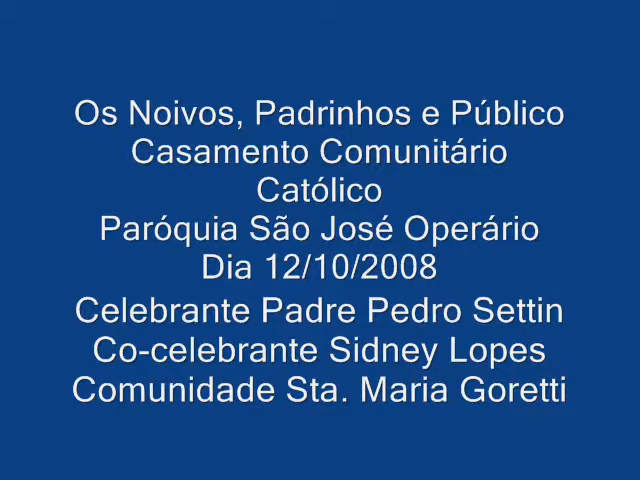 Os Noivos, Padrinhos e Público
Casamento Comunitário
Católico
Paróquia São José Operário
Dia 12/10/2008
Celebrante Padre Pedro Settin
Co-celebrante Sidney Lopes
Comunidade Sta. Maria Goretti